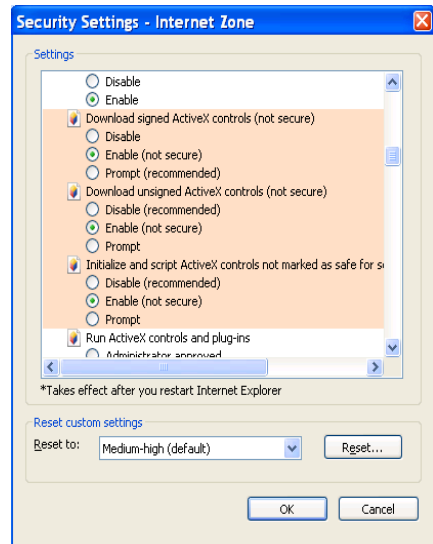 Security Settings - Internet Zone
Settings
Disable
Enable
Download signed ActiveX controls (not secure)
Disable
Enable (not secure)
Prompt (recommended)
Download unsigned ActiveX controls (not secure)
Disable (recommended)
Enable (not secure)
Prompt
Initialize and script ActiveX controls not marked as safe for s
Disable (recommended)
Enable (not secure)
Prompt
Run ActiveX controls and plug-ins
Administrator approved
*Takes effect after you restart Internet Explorer
Reset custom settings
Reset to:
Medium-high (default)
Reset...
OK
Cancel